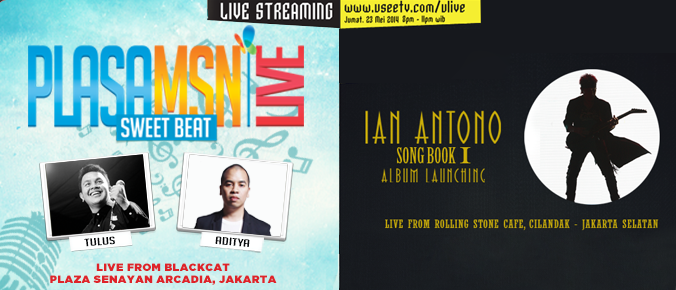 LIVE STREAMING
PLASAMSN
LIVE
SWEET BEAT
TULUS
ADITYA
LIVE FROM BLACKCAT
PLAZA SENAYAN ARCADIA, JAKARTA
www.useetv.com/ulive
Jumat. 23 Mei 2014 8pm - 11pm wib
IAN ANTONO
SONG BOOK I
ALBUM LAUNCHING
LIVE FROM ROLLING STONE CAFE, CILANDAK - JAKARTA SELATAN